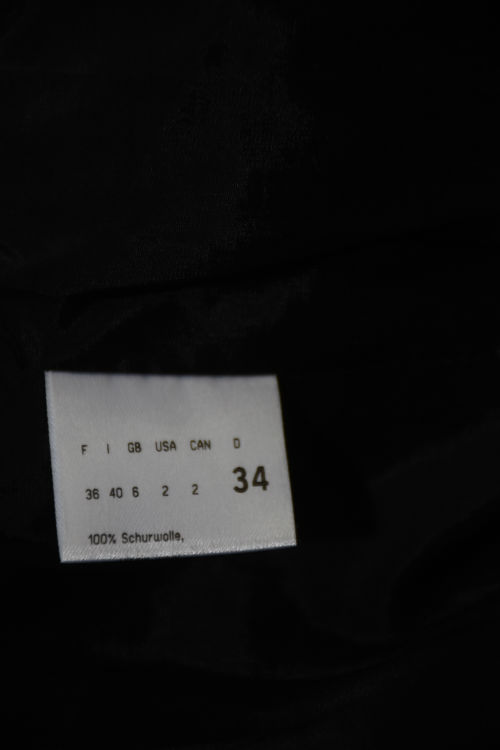 F I GB USA CAN D
36 40 6 2 2 34
100% Schurwolle,